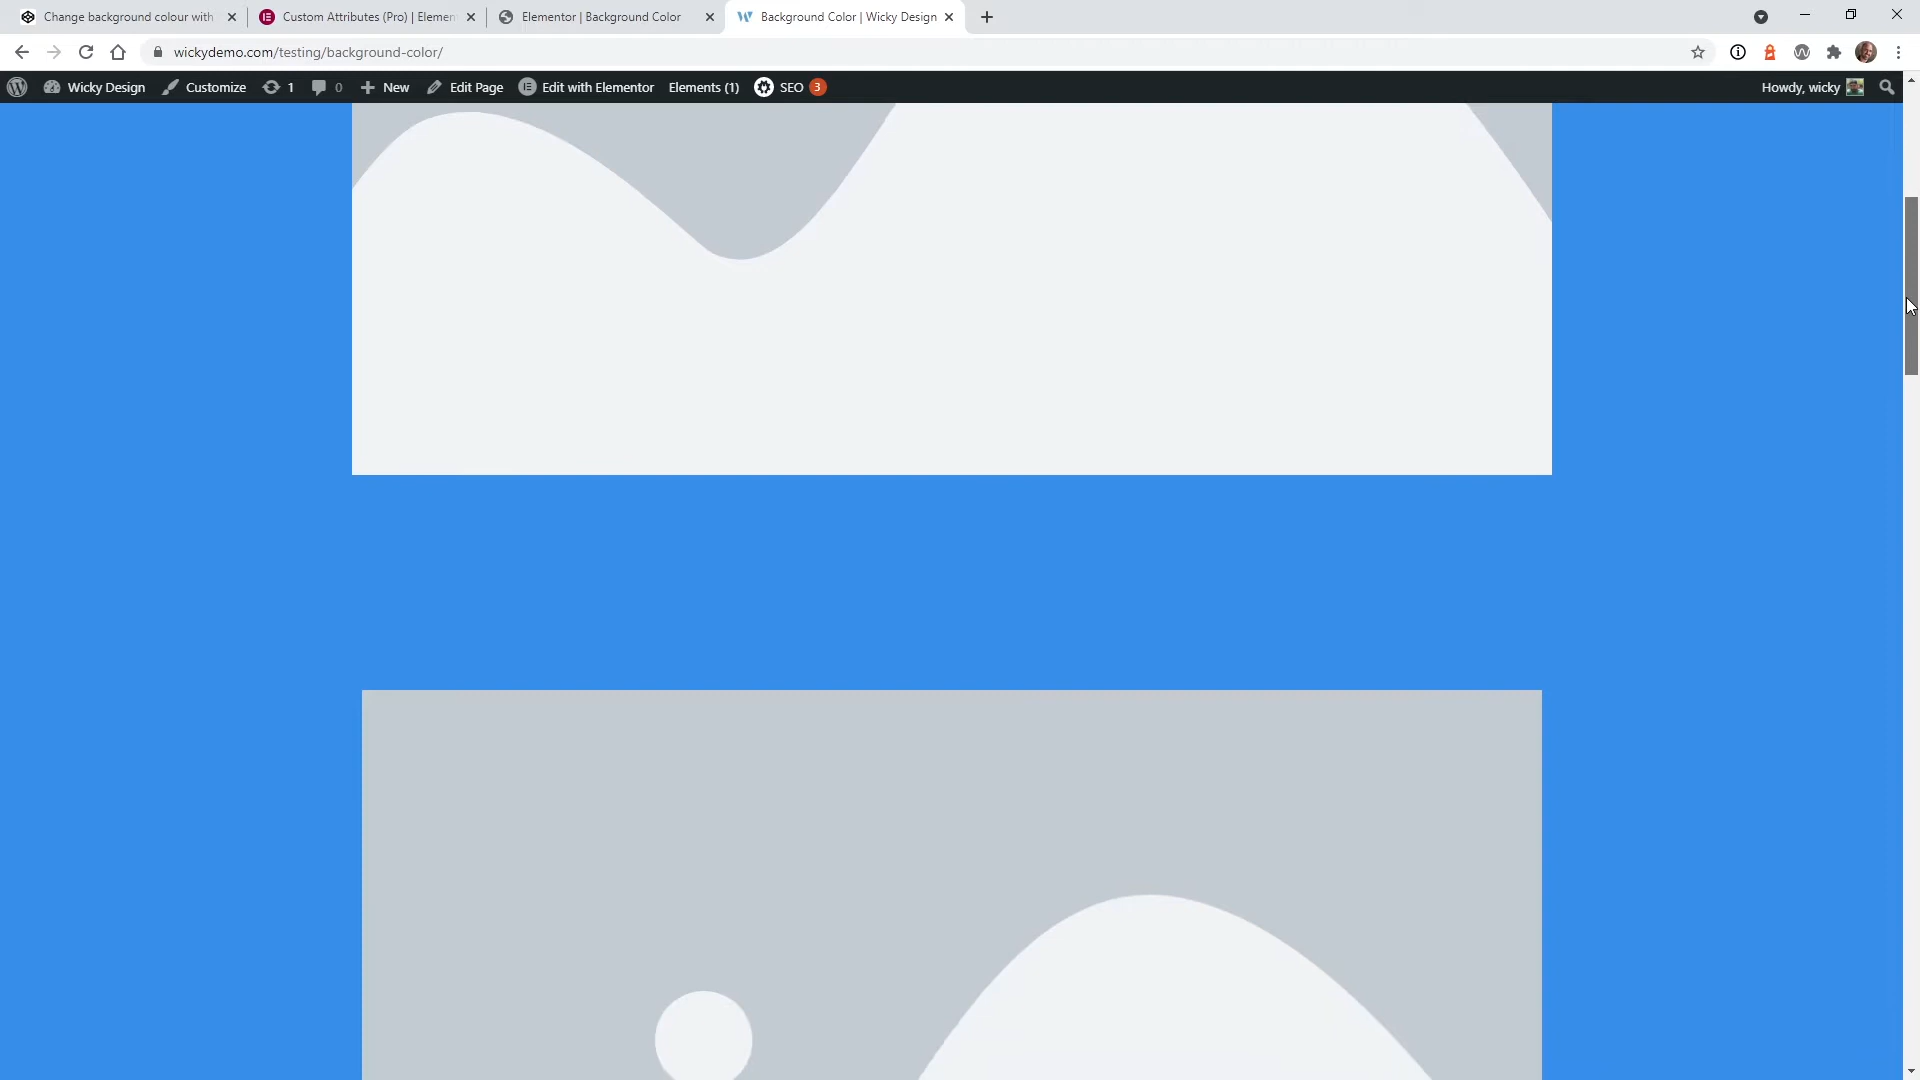 Change background colour with
Custom Attributes (Pro) | Elemen
Elementor | Background Color
Background Color | Wicky Design
wickydemo.com/testing/background-color/
Wicky Design
Customize
1
0
New
Edit Page
Edit with Elementor
Elements (1)
SEO
3
Howdy, wicky